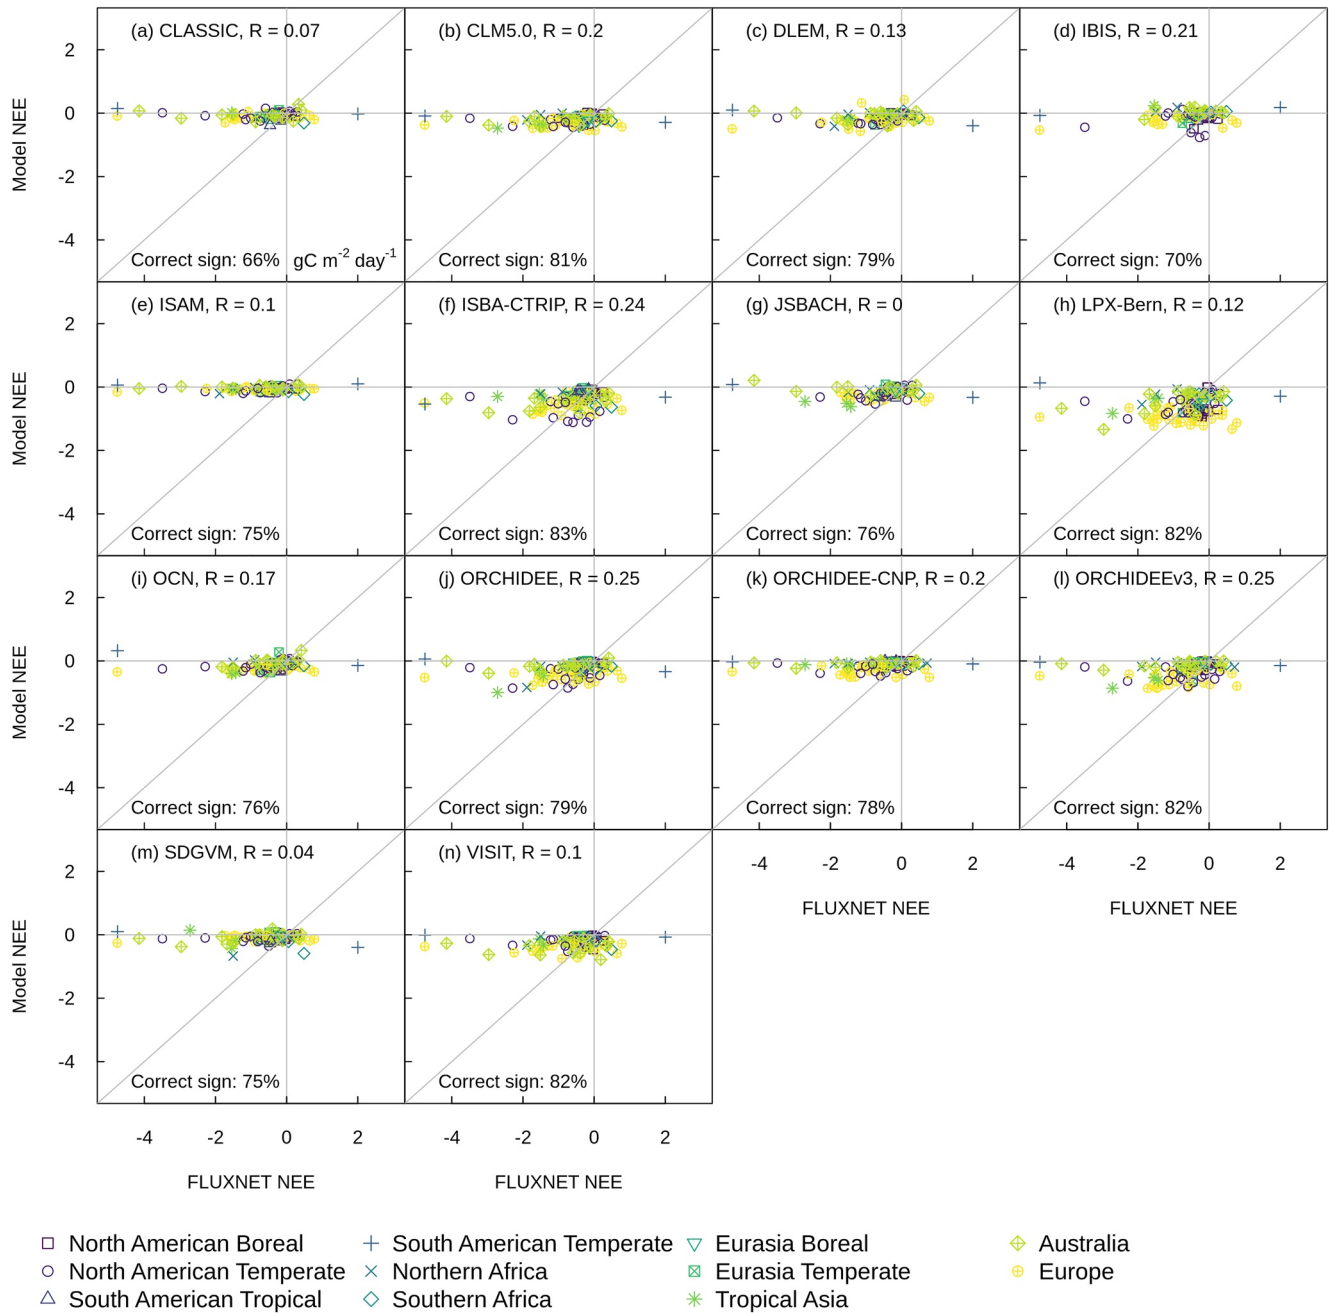 (a) CLASSIC, R = 0.07
(b) CLM5.0, R = 0.2
(c) DLEM, R = 0.13
(d) IBIS, R = 0.21
2
0
-2
-4
Model NEE
Correct sign: 66%
gC m-2 day-1
Correct sign: 81%
Correct sign: 79%
Correct sign: 70%
(e) ISAM, R = 0.1
(f) ISBA-CTRIP, R = 0.24
(g) JSBACH, R = 0
(h) LPX-Bern, R = 0.12
2
0
-2
-4
Model NEE
Correct sign: 75%
Correct sign: 83%
Correct sign: 76%
Correct sign: 82%
(i) OCN, R = 0.17
(j) ORCHIDEE, R = 0.25
(k) ORCHIDEE-CNP, R = 0.2
(l) ORCHIDEEv3, R = 0.25
2
0
-2
-4
Model NEE
Correct sign: 76%
Correct sign: 79%
Correct sign: 78%
Correct sign: 82%
(m) SDGVM, R = 0.04
(n) VISIT, R = 0.1
-4 -2 0 2
-4 -2 0 2
FLUXNET NEE
FLUXNET NEE
2
0
-2
-4
Model NEE
Correct sign: 75%
Correct sign: 82%
-4 -2 0 2
-4 -2 0 2
FLUXNET NEE
FLUXNET NEE
North American Boreal
North American Temperate
South American Tropical
South American Temperate
Northern Africa
Southern Africa
Eurasia Boreal
Eurasia Temperate
Tropical Asia
Australia
Europe